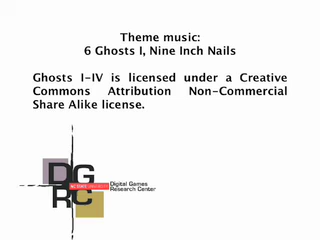 Theme music:
6 Ghosts I, Nine Inch Nails
Ghosts I-IV is licensed under a Creative
Commons Attribution Non-Commercial
Share Alike license.
DG
RC
Digital Games
Research Center